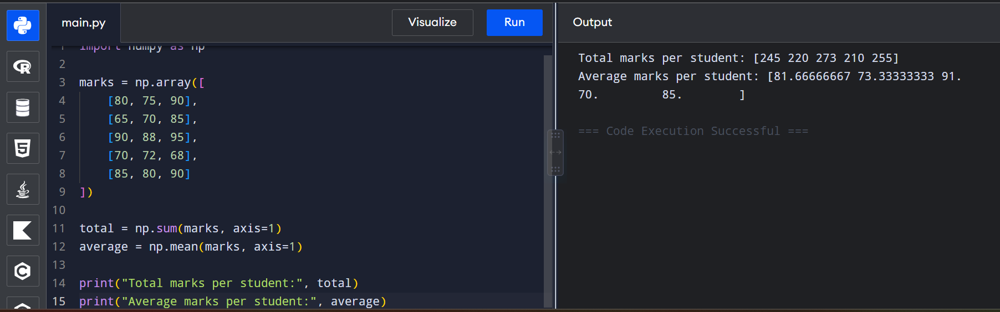 main.py
Visualize
Run
Output
1 import numpy as np
2
3 marks = np.array([
4     [80, 75, 90],
5     [65, 70, 85],
6     [90, 88, 95],
7     [70, 72, 68],
8     [85, 80, 90]
9 ])
10
11 total = np.sum(marks, axis=1)
12 average = np.mean(marks, axis=1)
13
14 print("Total marks per student:", total)
15 print("Average marks per student:", average)
Total marks per student: [245 220 273 210 255]
Average marks per student: [81.66666667 73.33333333 91.
70.         85.        ]
=== Code Execution Successful ===